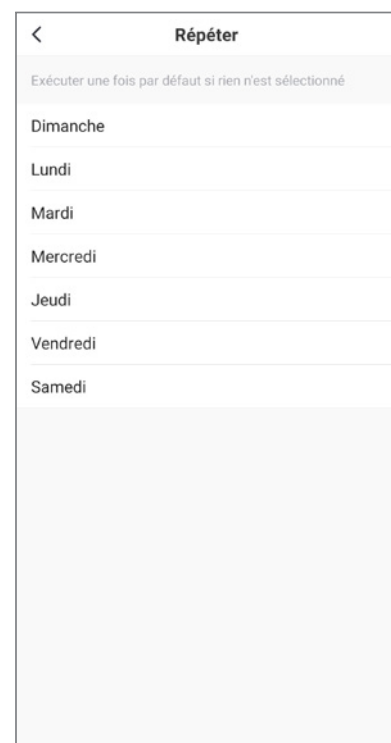 Répéter
Exécuter une fois par défaut si rien n'est sélectionné
Dimanche
Lundi
Mardi
Mercredi
Jeudi
Vendredi
Samedi